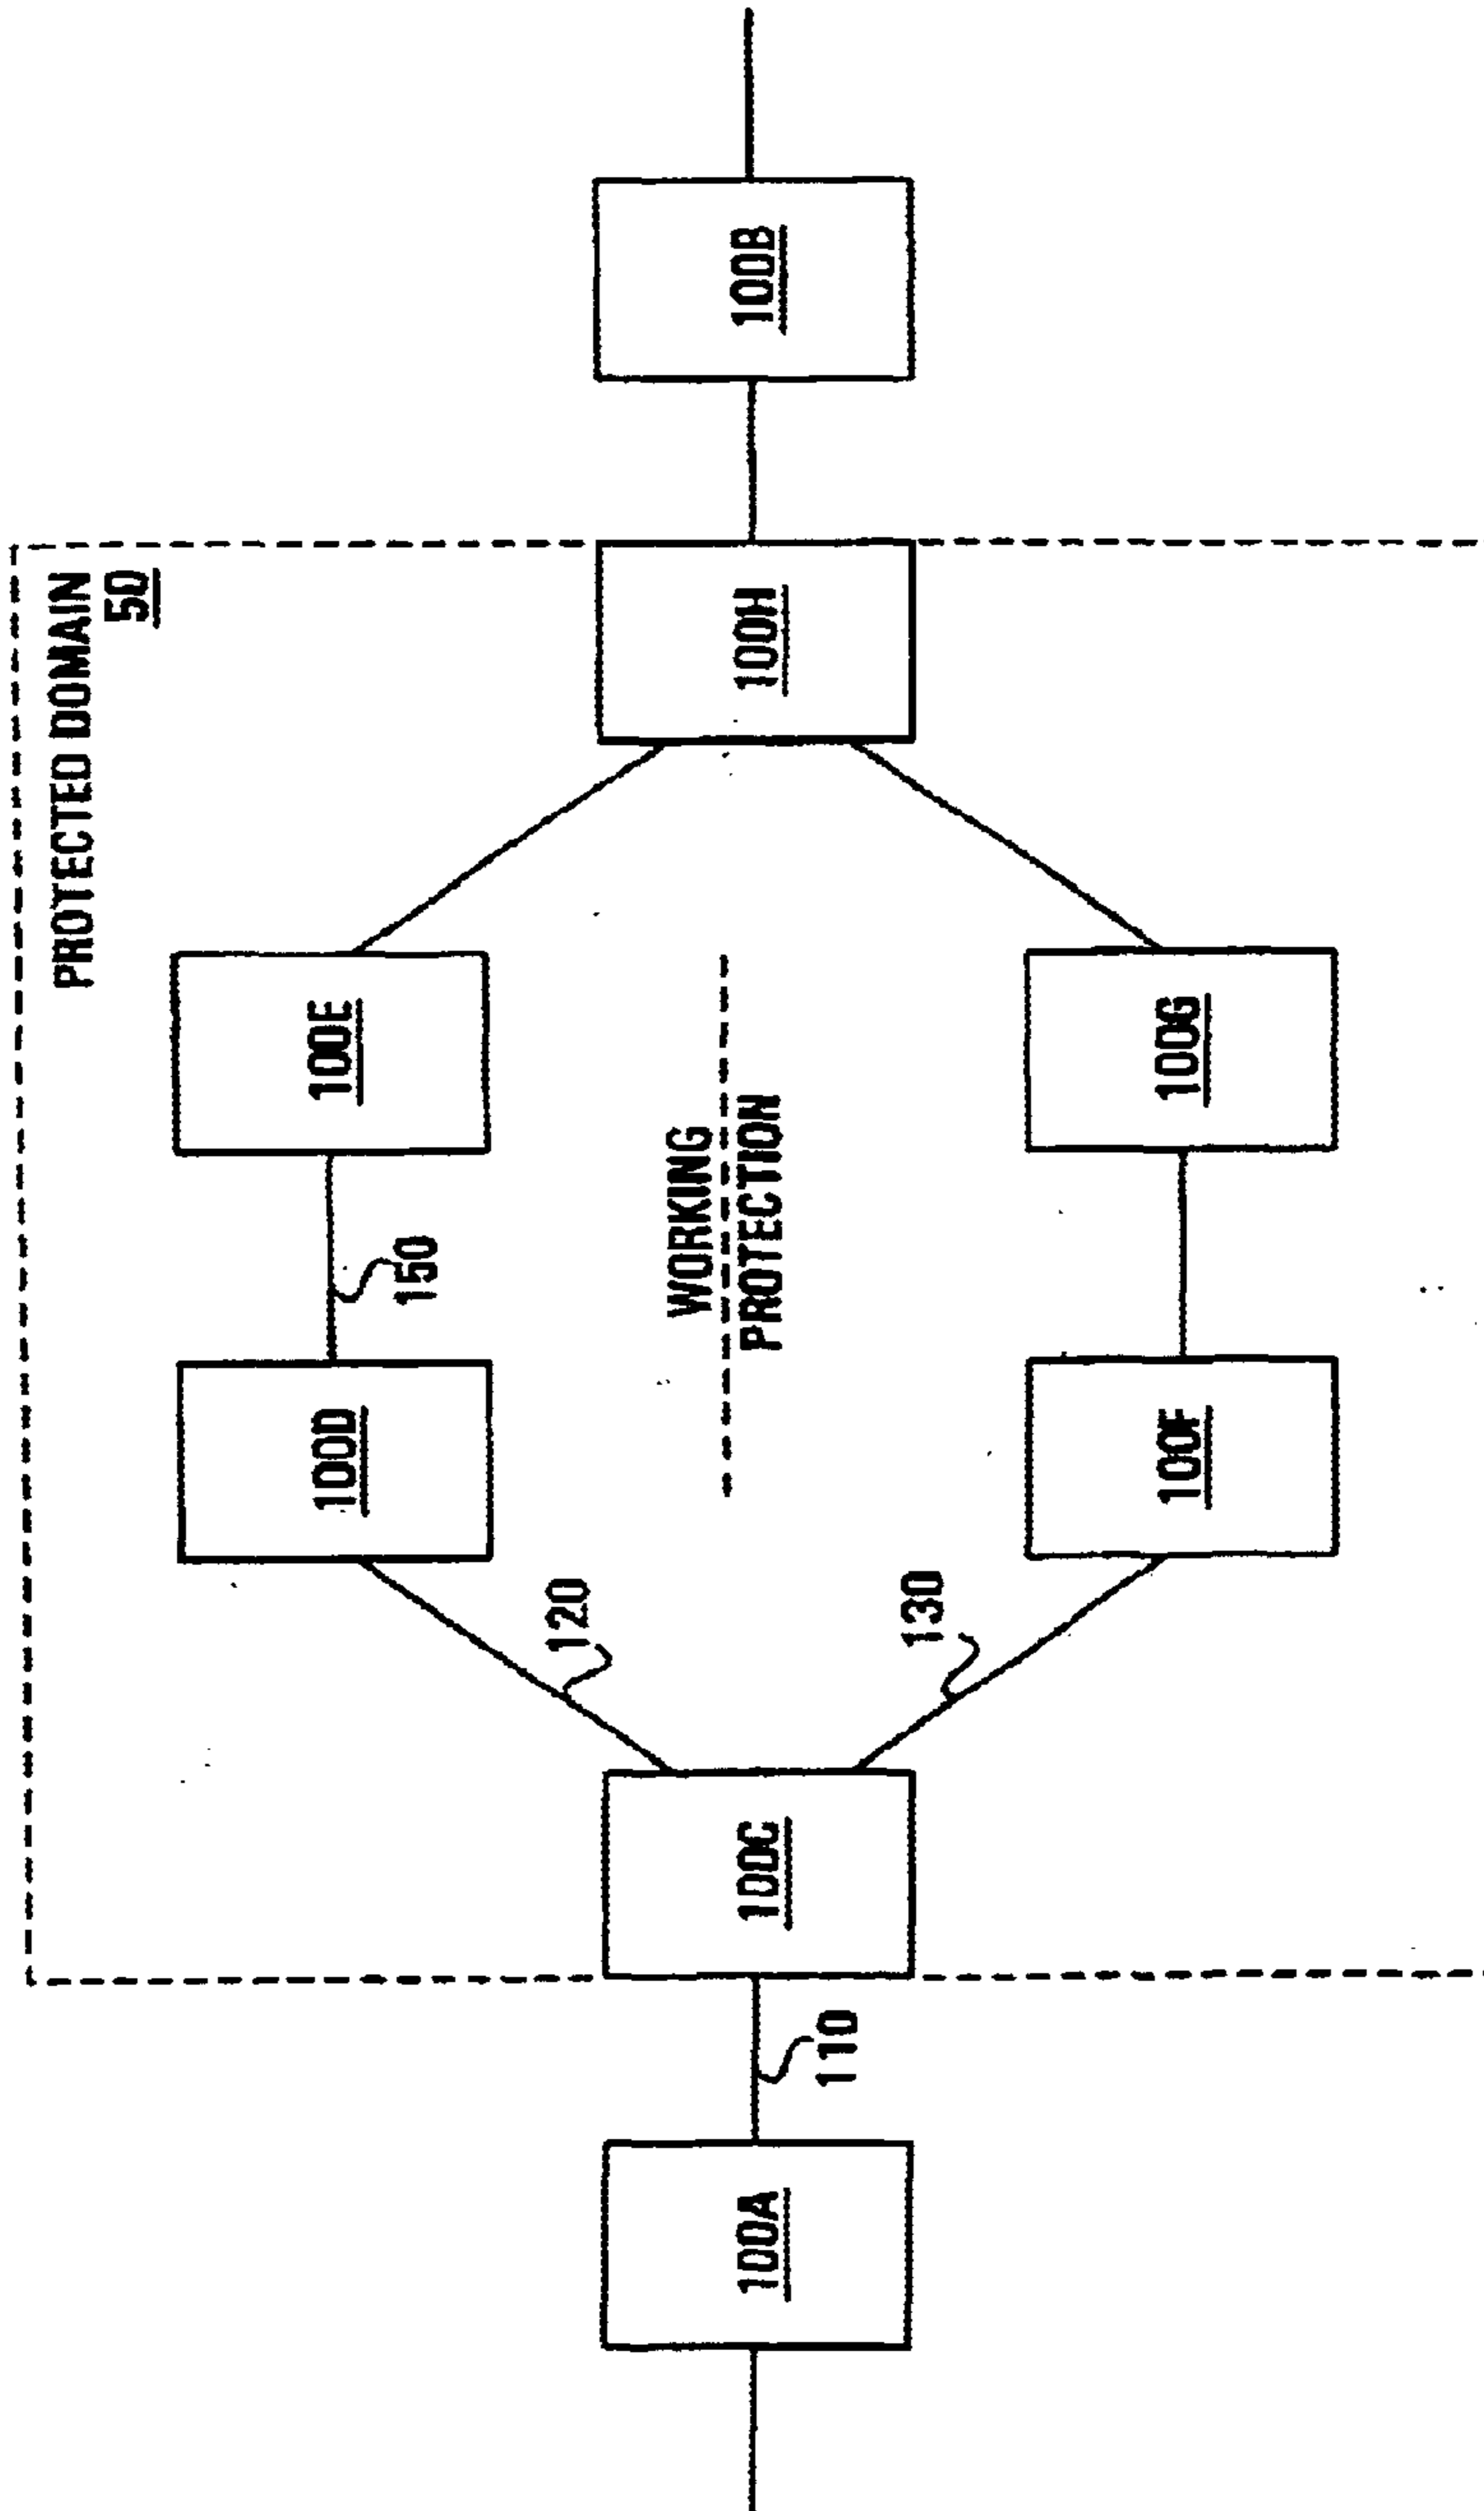 PROTECTED DOMAIN
50
100D
100E
150
120
WORKING
PROTECTION
100A
110
100C
100H
100B
130
100F
100G